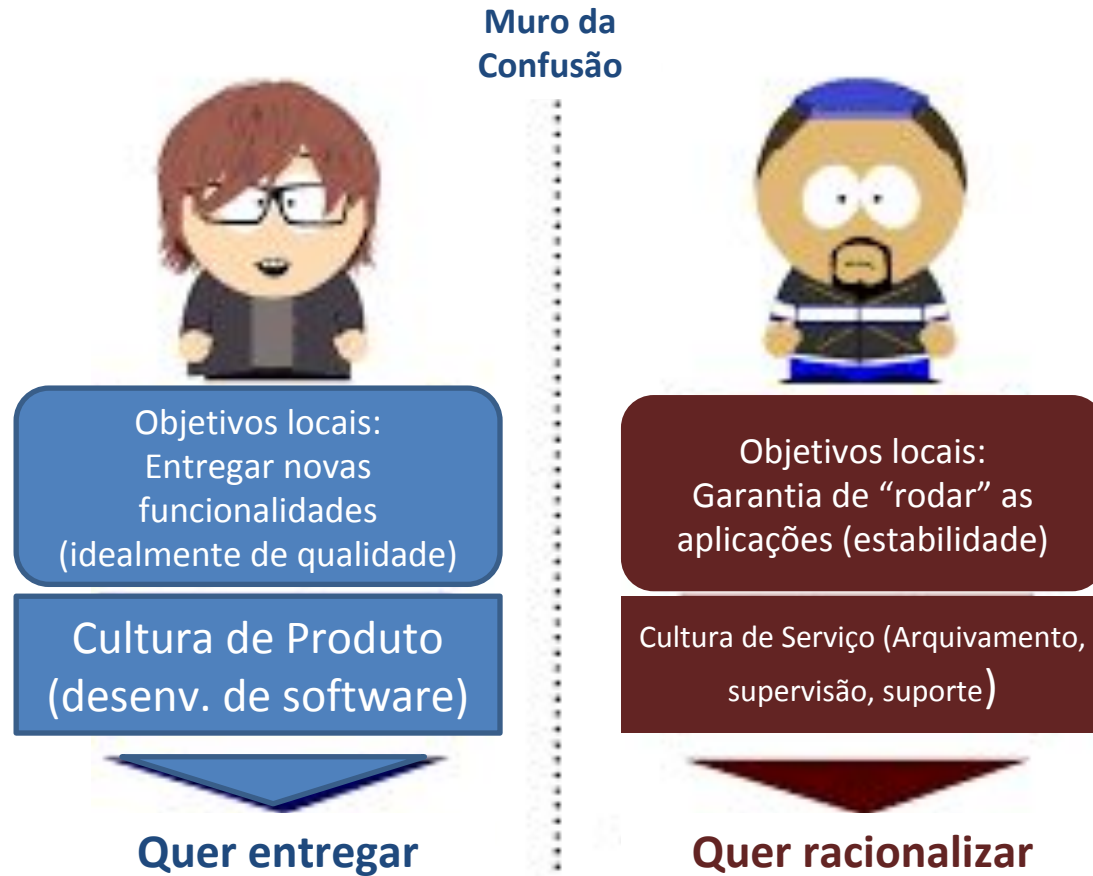 Muro da
Confusão
Objetivos locais:
Entregar novas
funcionalidades
(idealmente de qualidade)
Cultura de Produto
(desenv. de software)
Quer entregar
Objetivos locais:
Garantia de “rodar” as
aplicações (estabilidade)
Cultura de Serviço (Arquivamento,
supervisão, suporte)
Quer racionalizar